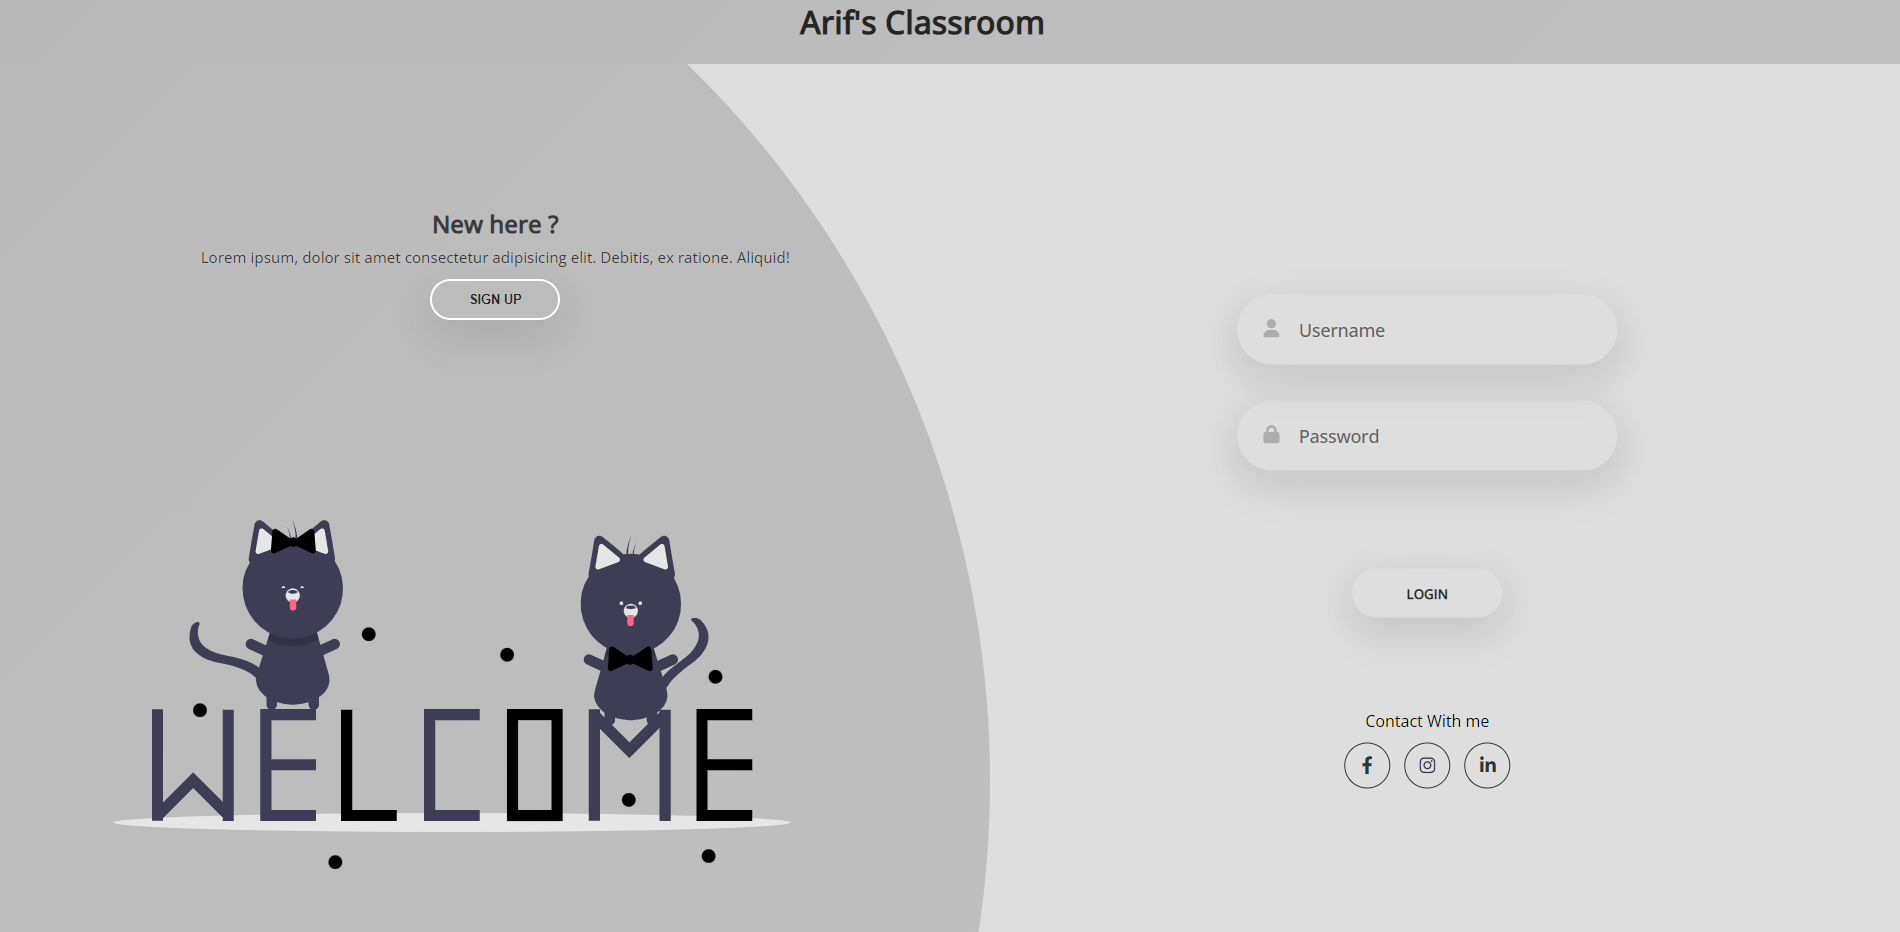 Arif's Classroom
New here ?
Lorem ipsum, dolor sit amet consectetur adipisicing elit. Debitis, ex ratione. Aliquid!
SIGN UP
WELCOME
Username
Password
LOGIN
Contact With me